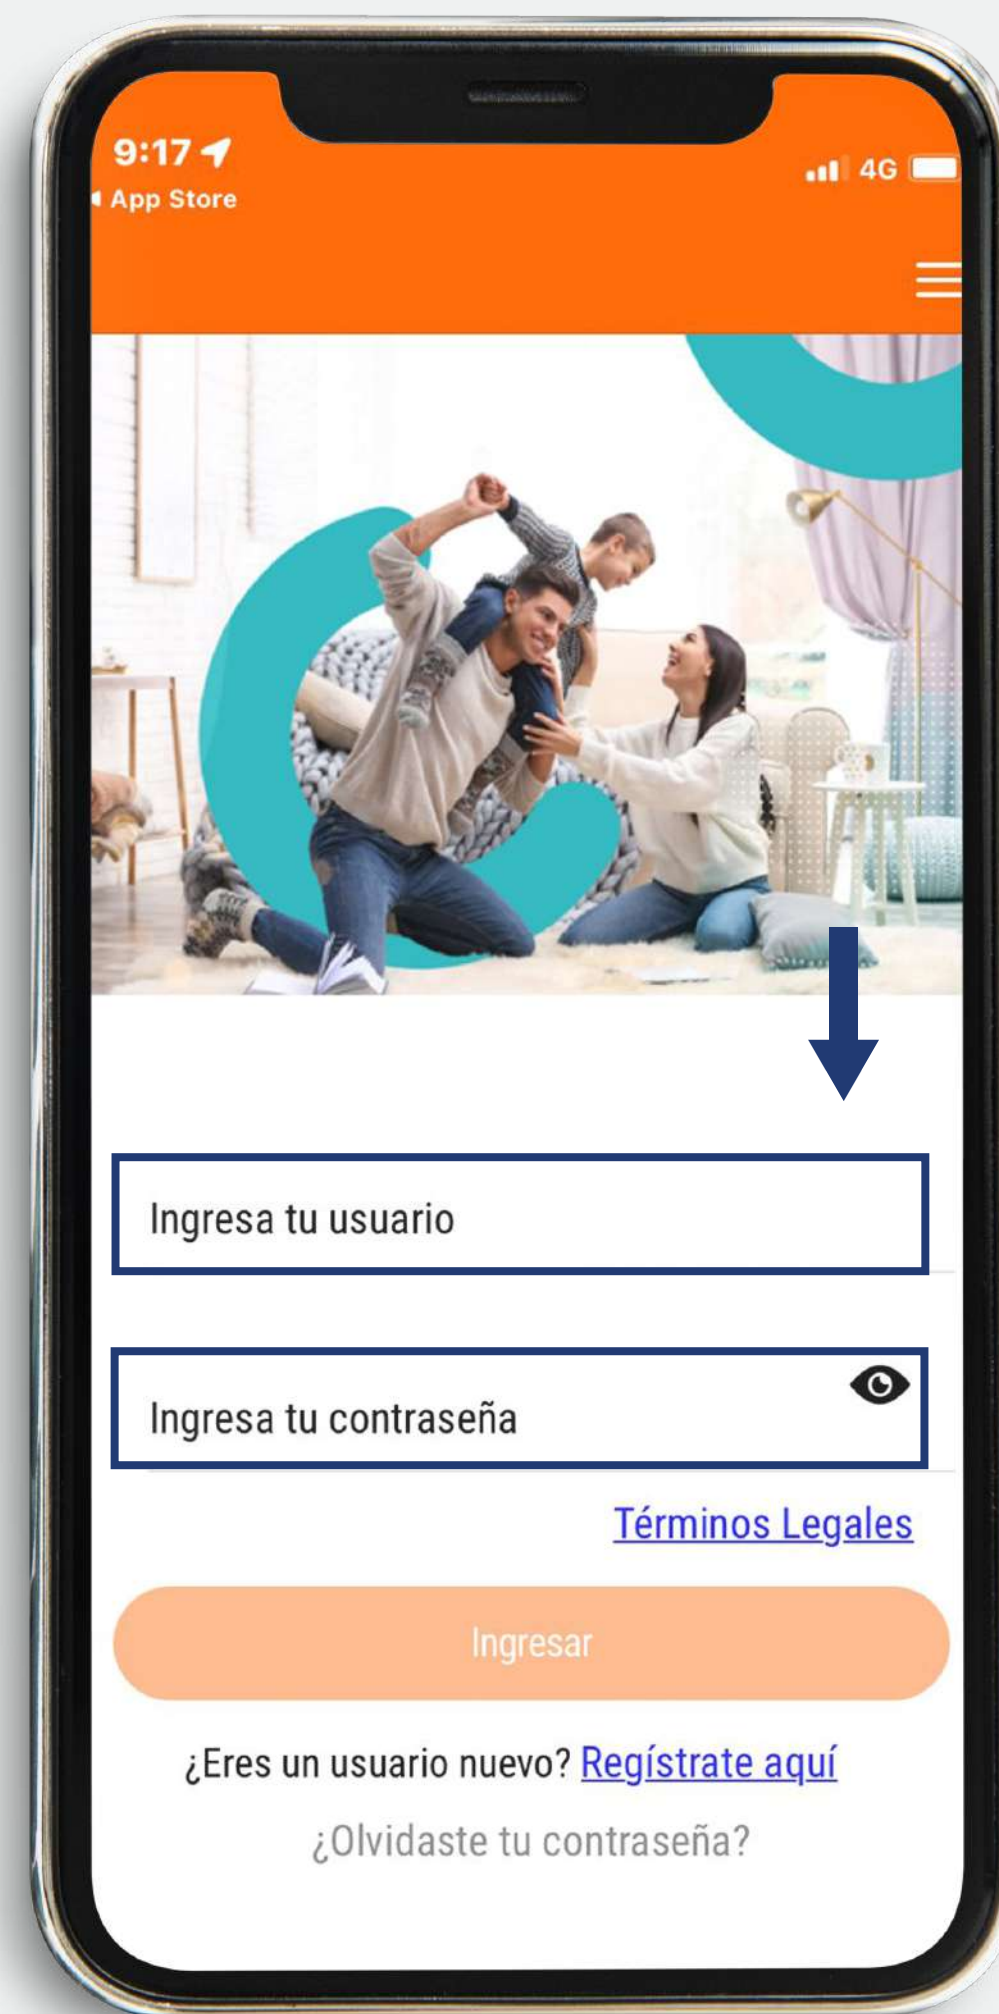 9:17
App Store
4G
Ingresa tu usuario
Ingresa tu contraseña
Términos Legales
Ingresar
¿Eres un usuario nuevo? Regístrate aquí
¿Olvidaste tu contraseña?